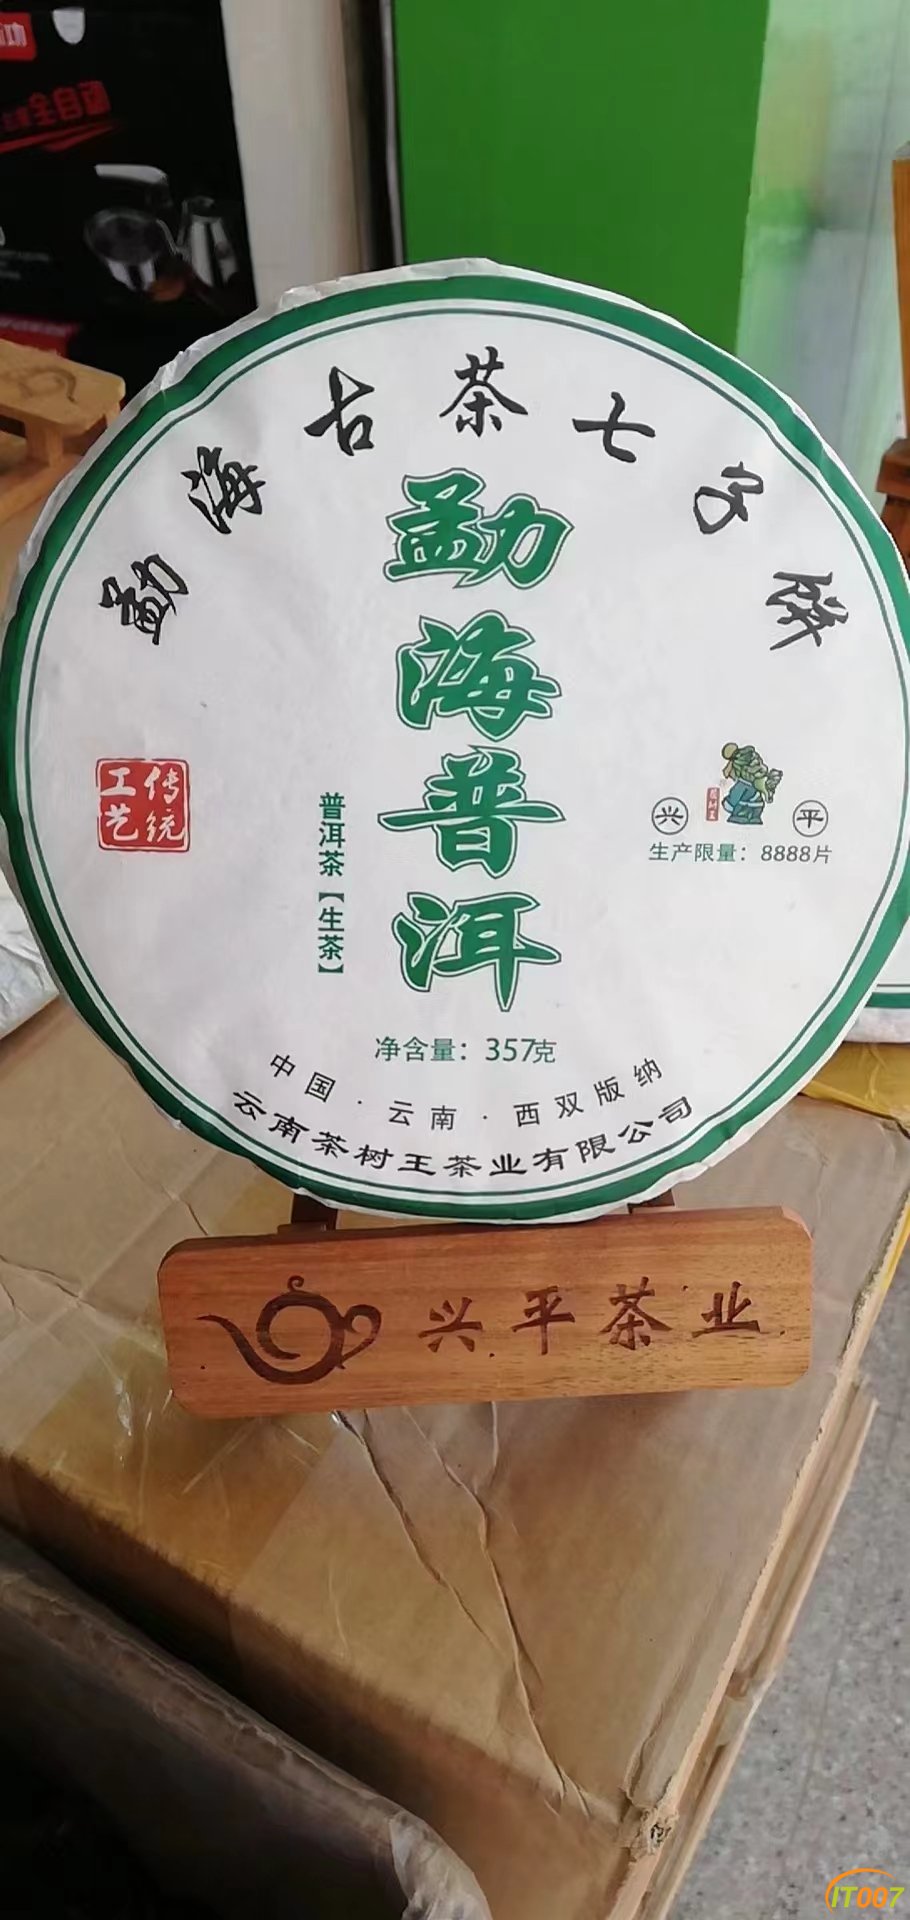 全自动
勐海古茶七子饼
勐海普洱
普洱茶【生茶】
传统
工艺
兴 平
生产限量：8888片
净含量：357克
中国·云南·西双版纳
云南茶树王茶业有限公司
兴平茶业
IT007